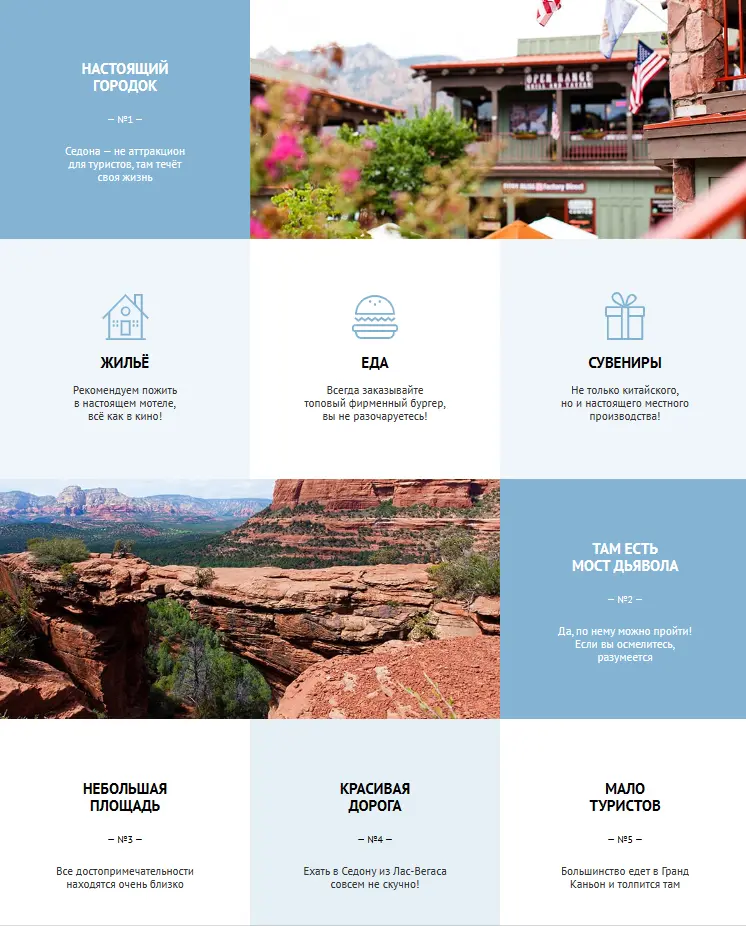 НАСТОЯЩИЙ
ГОРОДОК
— №1 —
Седона — не аттракцион
для туристов, там течёт
своя жизнь
OPEN RANGE
GRILL AND TAVERN
Factory Direct
ЖИЛЬЁ
Рекомендуем пожить
в настоящем мотеле,
всё как в кино!
ЕДА
Всегда заказывайте
топовый фирменный бургер,
вы не разочаруетесь!
СУВЕНИРЫ
Не только китайского,
но и настоящего местного
производства!
ТАМ ЕСТЬ
МОСТ ДЬЯВОЛА
— №2 —
Да, по нему можно пройти!
Если вы осмелитесь,
разумеется
НЕБОЛЬШАЯ
ПЛОЩАДЬ
— №3 —
Все достопримечательности
находятся очень близко
КРАСИВАЯ
ДОРОГА
— №4 —
Ехать в Седону из Лас-Вегаса
совсем не скучно!
МАЛО
ТУРИСТОВ
— №5 —
Большинство едет в Гранд
Каньон и толпится там